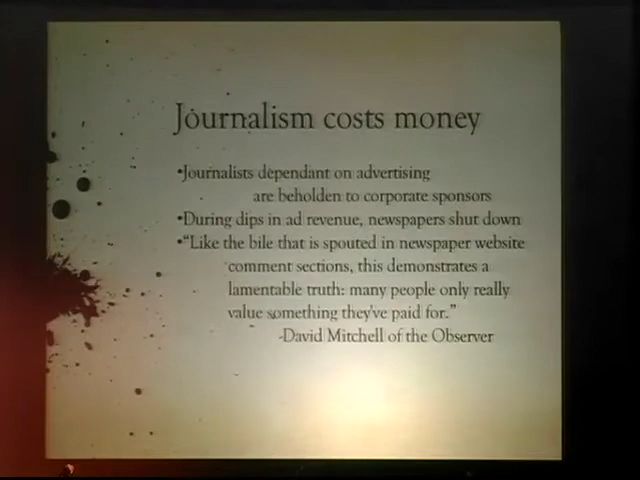 Journalism costs money
•Journalists dependant on advertising
are beholden to corporate sponsors
•During dips in ad revenue, newspapers shut down
•“Like the bile that is spouted in newspaper website
comment sections, this demonstrates a
lamentable truth: many people only really
value something they've paid for.”
-David Mitchell of the Observer